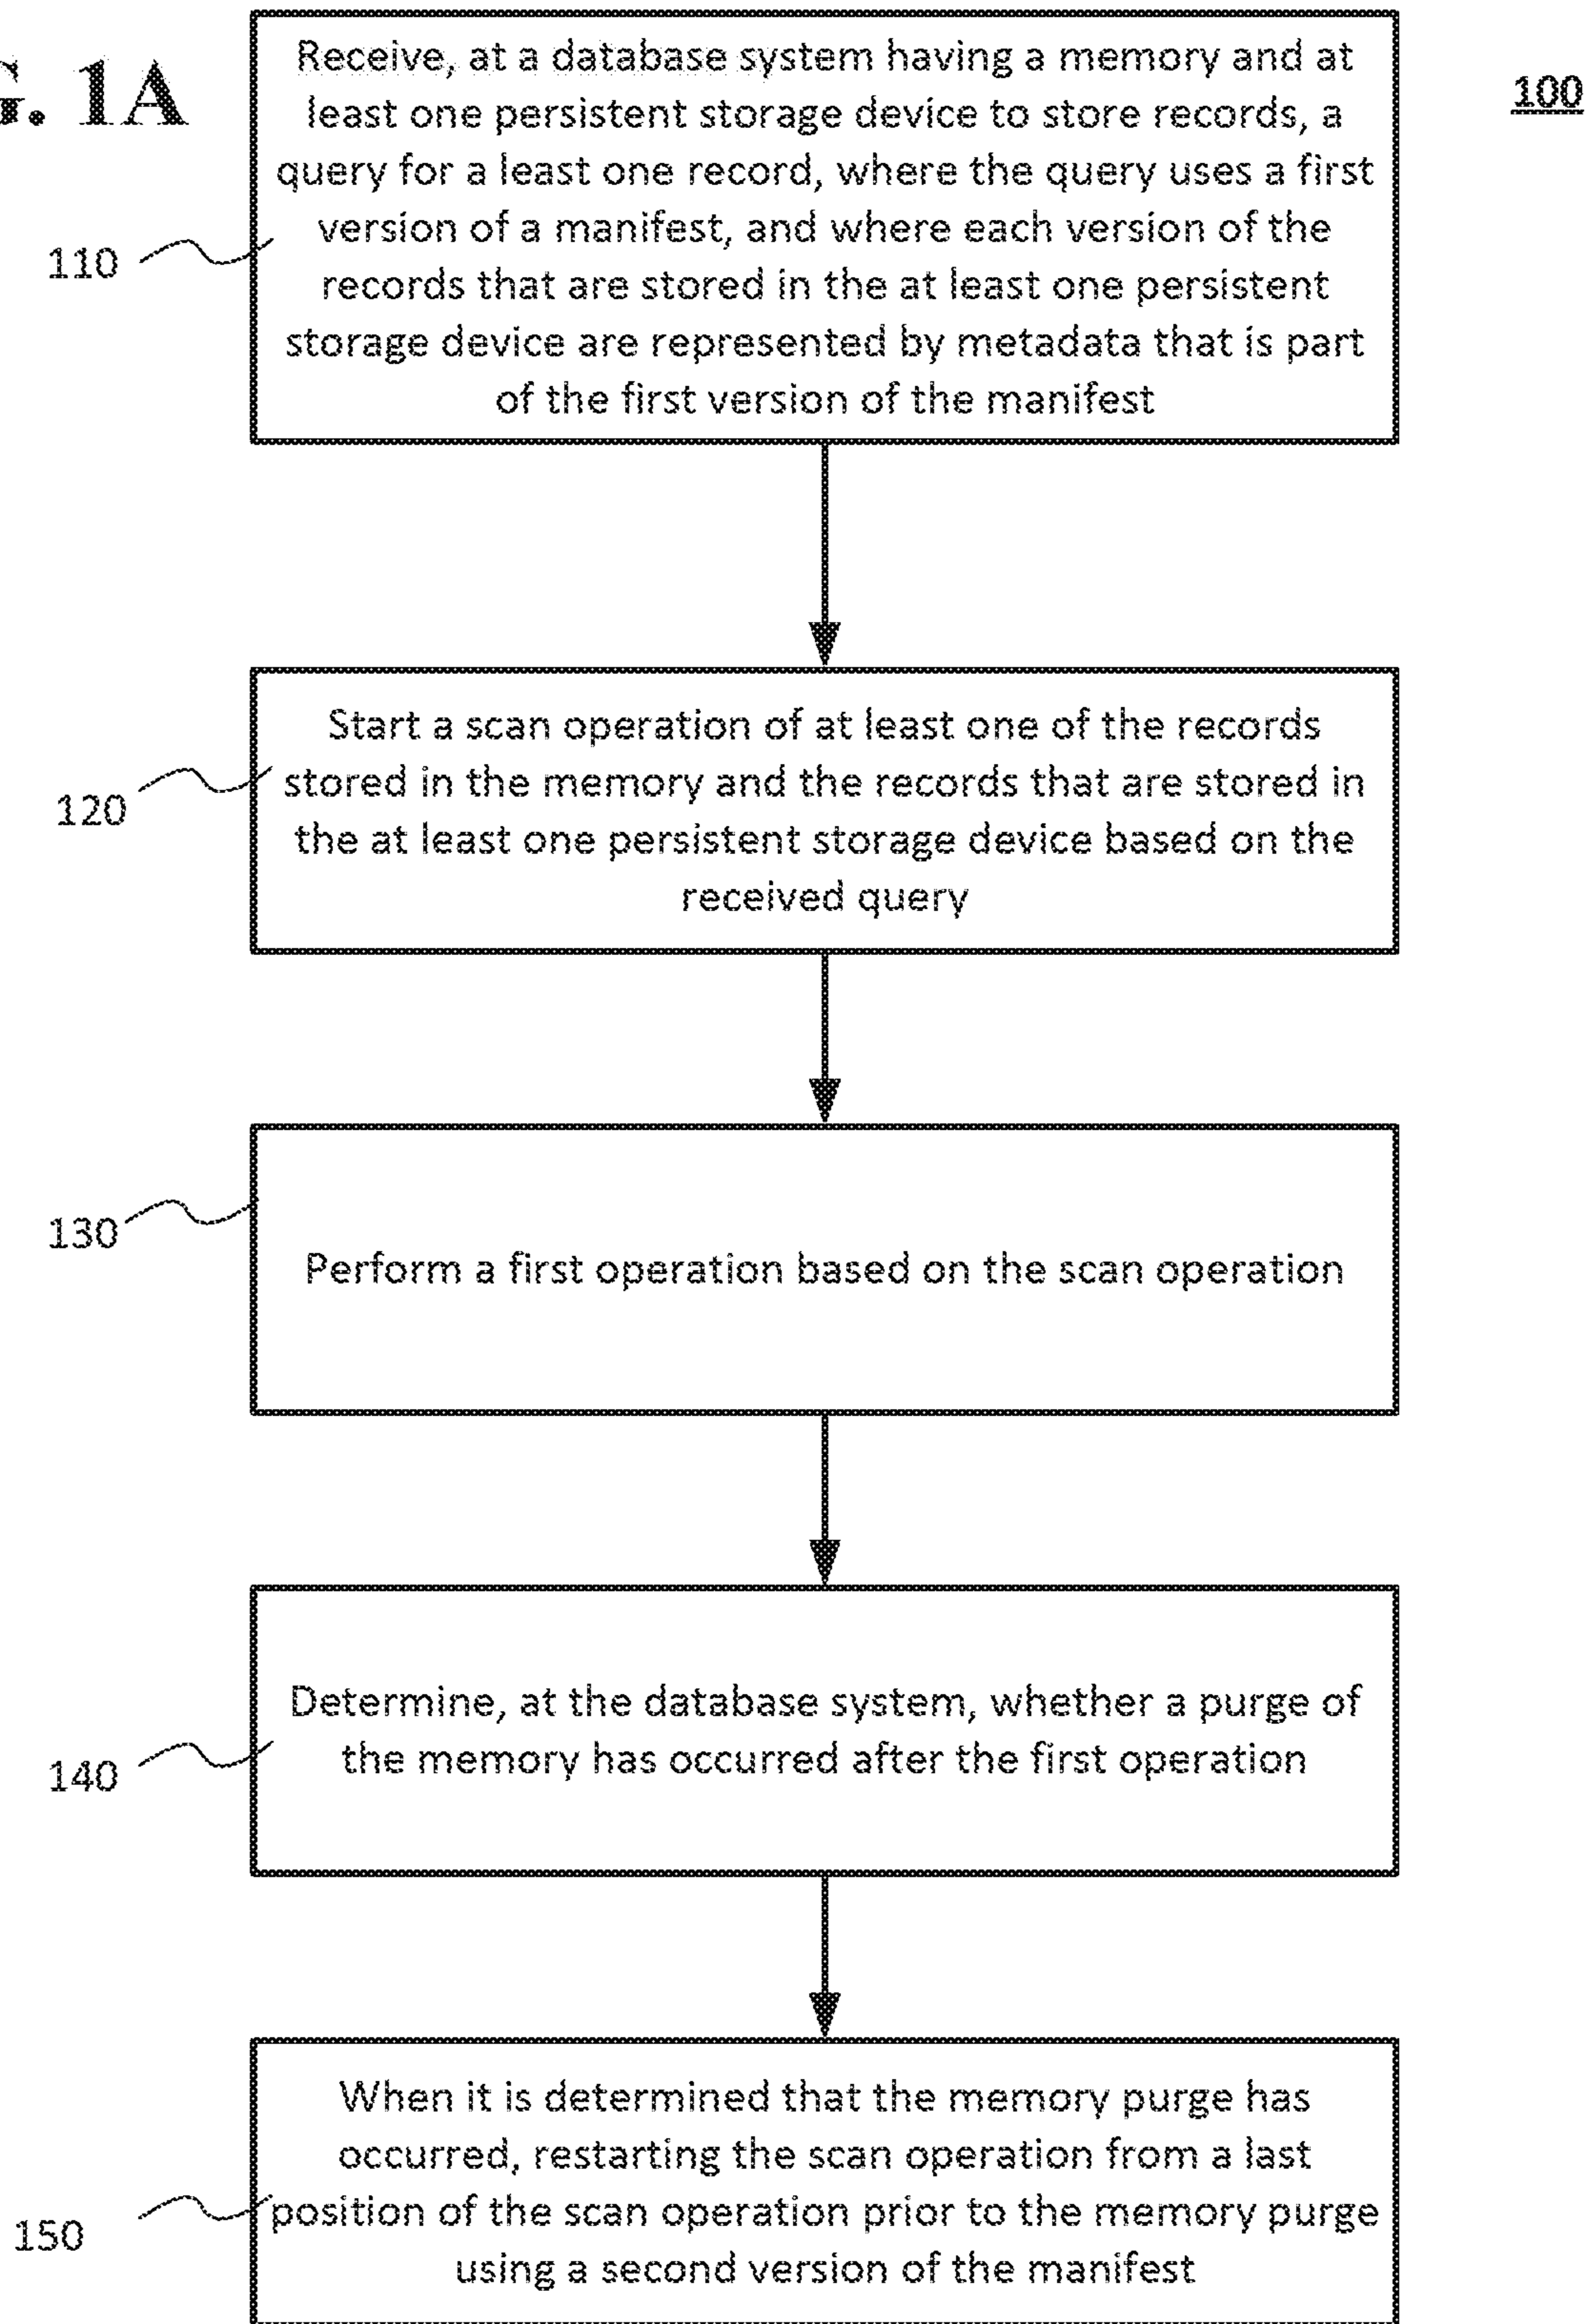 G. 1A
100
Receive, at a database system having a memory and at
least one persistent storage device to store records, a
query for a least one record, where the query uses a first
version of a manifest, and where each version of the
records that are stored in the at least one persistent
storage device are represented by metadata that is part
of the first version of the manifest
110
Start a scan operation of at least one of the records
stored in the memory and the records that are stored in
the at least one persistent storage device based on the
received query
120
Perform a first operation based on the scan operation
130
Determine, at the database system, whether a purge of
the memory has occurred after the first operation
140
When it is determined that the memory purge has
occurred, restarting the scan operation from a last
position of the scan operation prior to the memory purge
using a second version of the manifest
150